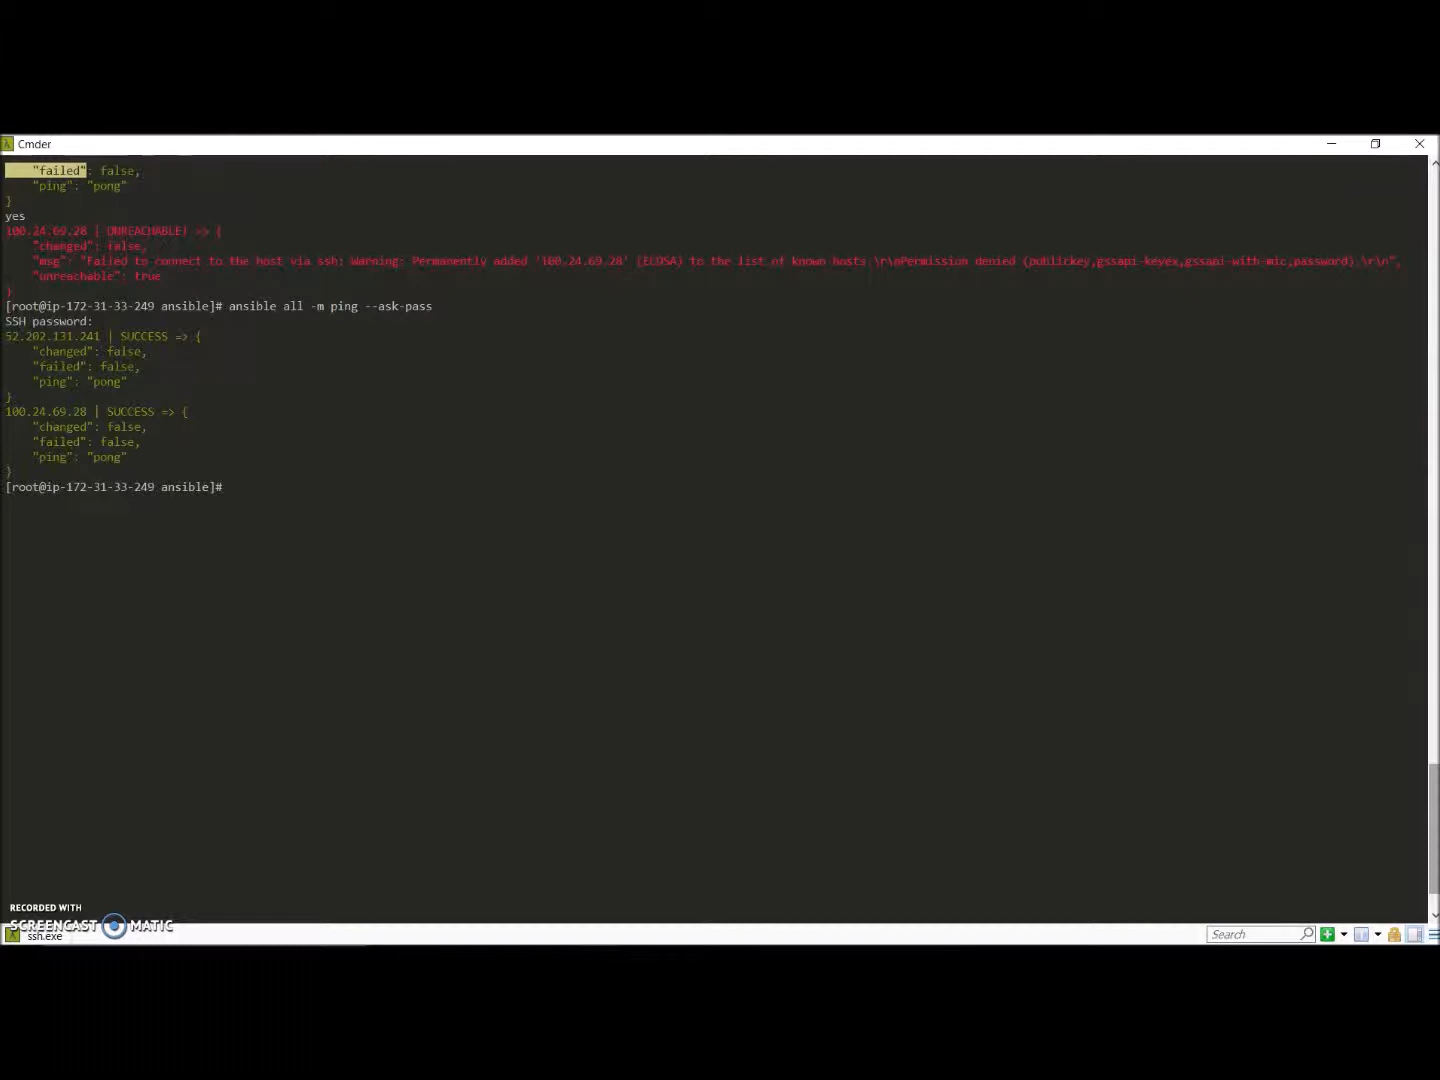 Cmder
"failed": false,
"ping": "pong"
}
yes
100.24.69.28 | UNREACHABLE! => {
"changed": false,
"msg": "Failed to connect to the host via ssh: Warning: Permanently added '100.24.69.28' (ECDSA) to the list of known hosts.\r\nPermission denied (publickey,gssapi-keyex,gssapi-with-mic,password).\r\n",
"unreachable": true
}
[root@ip-172-31-33-249 ansible]# ansible all -m ping --ask-pass
SSH password:
52.202.131.241 | SUCCESS => {
"changed": false,
"failed": false,
"ping": "pong"
}
100.24.69.28 | SUCCESS => {
"changed": false,
"failed": false,
"ping": "pong"
}
[root@ip-172-31-33-249 ansible]#
RECORDED WITH
SCREENCAST MATIC
ssh.exe
Search